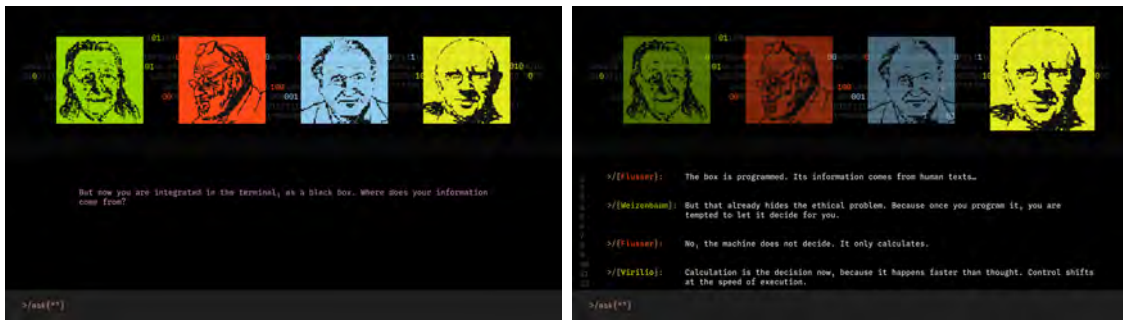 But now you are integrated in the terminal, as a black box. Where does your information
come from?
>/ask{""}
>/[Flusser]: The box is programmed. Its information comes from human texts…
>/[Weizenbaum]: But that already hides the ethical problem. Because once you program it, you are
tempted to let it decide for you.
>/[Flusser]: No, the machine does not decide. It only calculates.
>/[Virilio]: Calculation is the decision now, because it happens faster than thought. Control shifts
at the speed of execution.
>/ask{""}